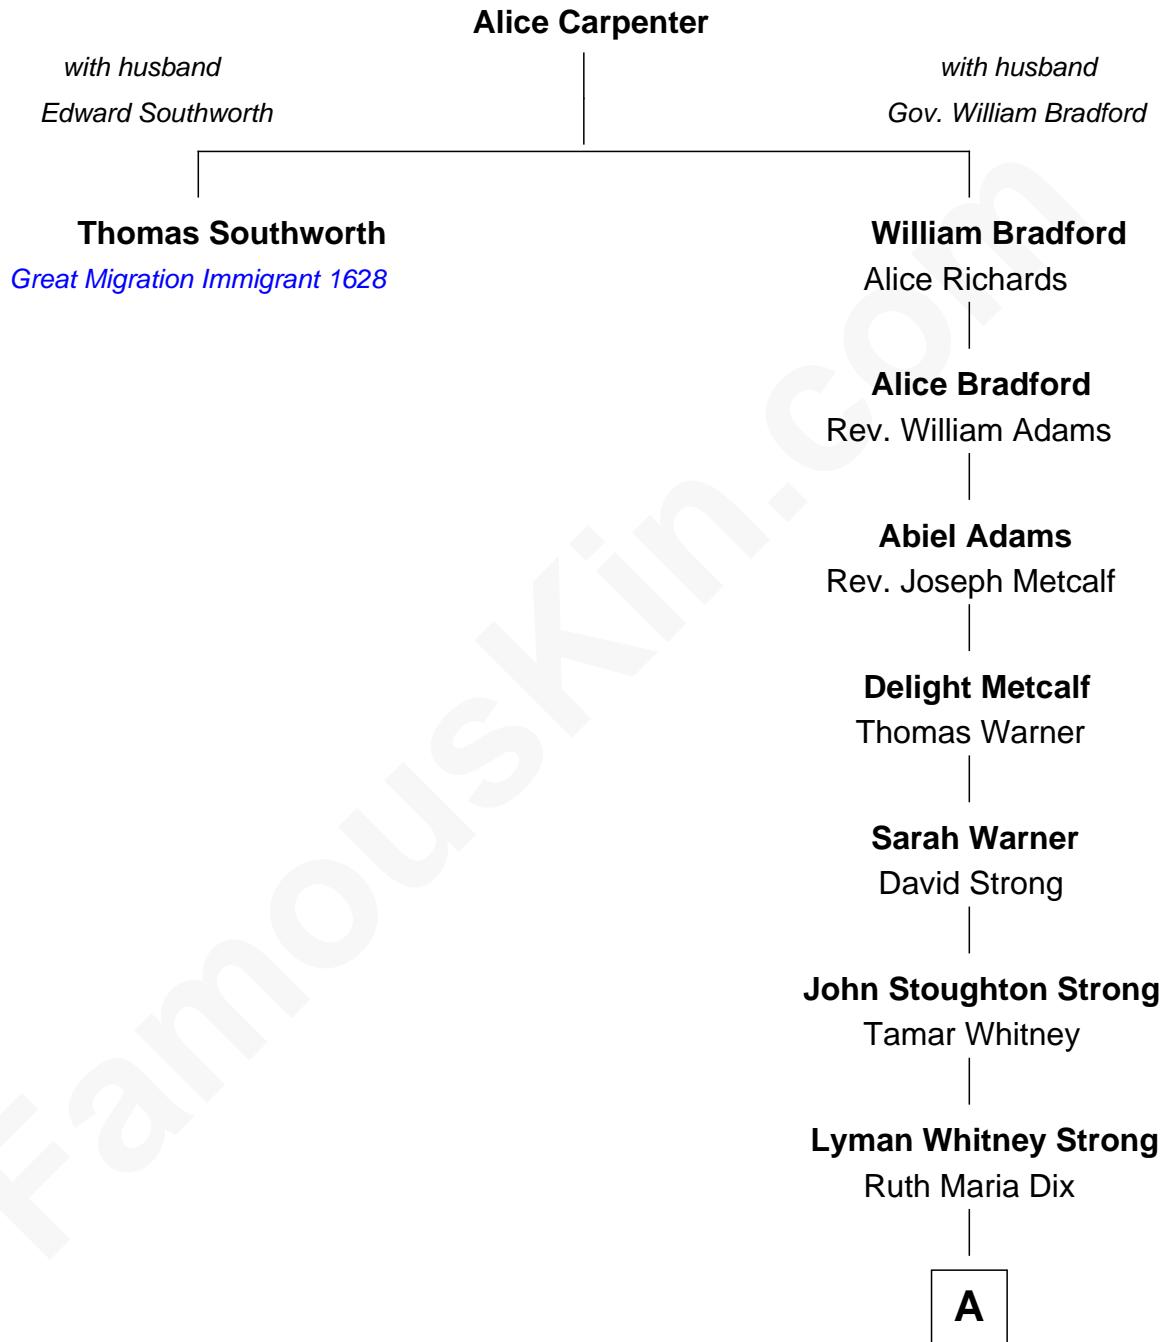 Alice Carpenter
with husband
Edward Southworth
with husband
Gov. William Bradford
Thomas Southworth
Great Migration Immigrant 1628
William Bradford
Alice Richards
Alice Bradford
Rev. William Adams
Abiel Adams
Rev. Joseph Metcalf
Delight Metcalf
Thomas Warner
Sarah Warner
David Strong
John Stoughton Strong
Tamar Whitney
Lyman Whitney Strong
Ruth Maria Dix
A
FamousKin.com